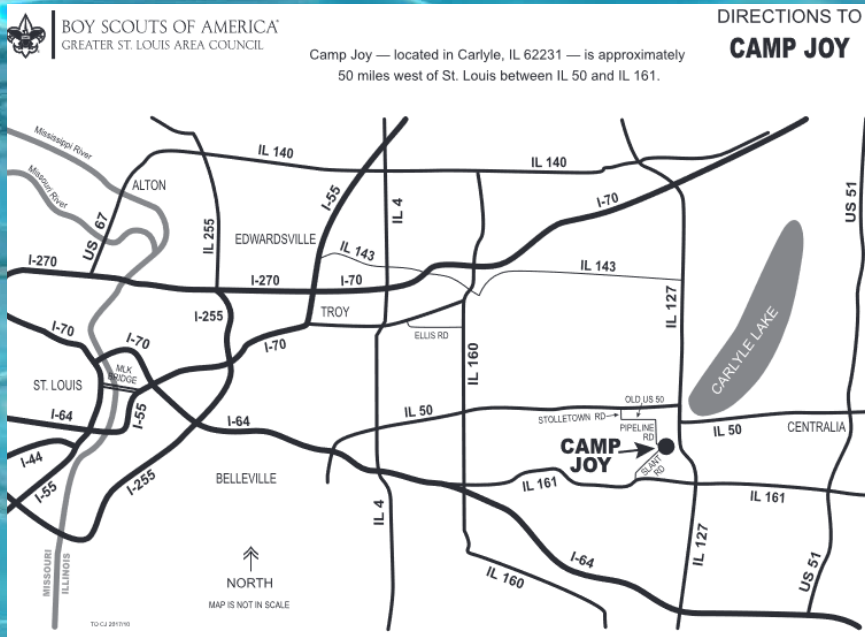 BOY SCOUTS OF AMERICA®
GREATER ST. LOUIS AREA COUNCIL
DIRECTIONS TO
CAMP JOY
Camp Joy — located in Carlyle, IL 62231 — is approximately
50 miles west of St. Louis between IL 50 and IL 161.
Mississippi River
Missouri River
ALTON
US 67
IL 140
IL 140
IL 255
I-55
IL 4
I-70
US 51
EDWARDSVILLE
IL 143
IL 143
I-270
I-270
I-70
I-255
TROY
IL 127
CARLYLE LAKE
I-70
I-70
I-70
ELLIS RD
IL 160
MLK
BRIDGE
ST. LOUIS
I-55
I-64
I-64
IL 50
OLD US 50
STOLLETOWN RD
PIPELINE
RD
IL 50
CENTRALIA
CAMP
JOY
SLANT
RD
I-44
I-55
I-255
BELLEVILLE
IL 161
IL 161
IL 4
IL 127
I-64
IL 160
US 51
MISSOURI
ILLINOIS
NORTH
MAP IS NOT IN SCALE
TO CJ 2017/10